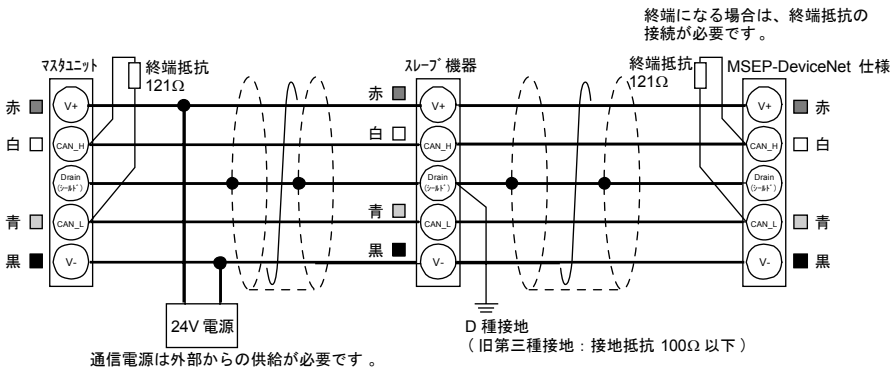 終端になる場合は、終端抵抗の
接続が必要です。
マスタユニット
終端抵抗
121Ω
スレーブ機器
終端抵抗
121Ω
MSEP-DeviceNet 仕様
赤
V+
赤
V+
V+
赤
白
CAN_H
白
CAN_H
CAN_H
白
Drain
(シールド)
Drain
(シールド)
Drain
(シールド)
青
CAN_L
青
CAN_L
CAN_L
青
黒
V-
黒
V-
V-
黒
24V 電源
D 種接地
(旧第三種接地:接地抵抗 100Ω 以下)
通信電源は外部からの供給が必要です 。